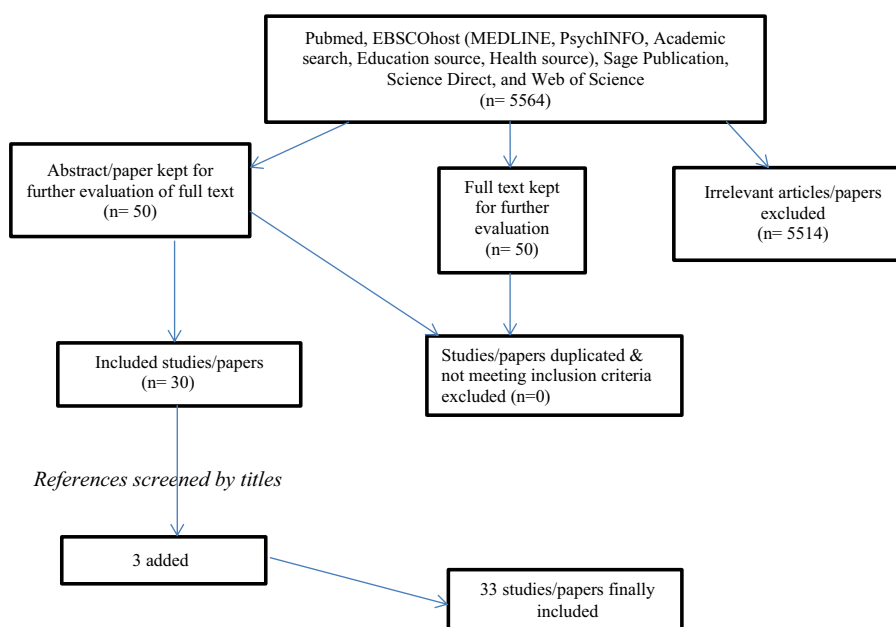 Pubmed, EBSCOhost (MEDLINE, PsychINFO, Academic
search, Education source, Health source), Sage Publication,
Science Direct, and Web of Science
(n= 5564)
Abstract/paper kept for
further evaluation of full text
(n= 50)
Full text kept
for further
evaluation
(n= 50)
Irrelevant articles/papers
excluded
(n= 5514)
Included studies/papers
(n= 30)
Studies/papers duplicated &
not meeting inclusion criteria
excluded (n=0)
References screened by titles
3 added
33 studies/papers finally
included